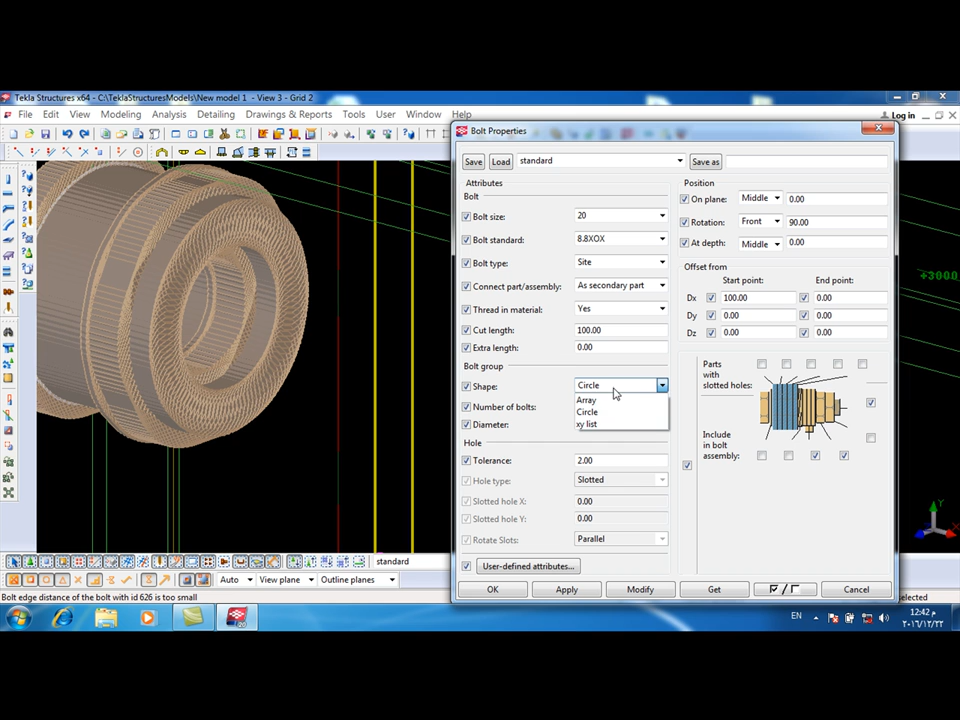 Tekla Structures x64 - C:\TeklaStructuresModels\New model 1 - View 3 - Grid 2
File Edit View Modeling Analysis Detailing Drawings & Reports Tools User Window Help
Log in
Bolt Properties
Save Load standard Save as
Attributes
Bolt
Bolt size: 20
Bolt standard: 8.8XOX
Bolt type: Site
Connect part/assembly: As secondary part
Thread in material: Yes
Cut length: 100.00
Extra length: 0.00
Bolt group
Shape: Circle
Array
Circle
xy list
Number of bolts:
Diameter:
Hole
Tolerance: 2.00
Hole type: Slotted
Slotted hole X: 0.00
Slotted hole Y: 0.00
Rotate Slots: Parallel
User-defined attributes...
Position
On plane: Middle 0.00
Rotation: Front 90.00
At depth: Middle 0.00
Offset from
Start point: End point:
Dx 100.00 0.00
Dy 0.00 0.00
Dz 0.00 0.00
Parts
with
slotted holes:
Include
in bolt
assembly:
OK Apply Modify Get Cancel
standard
Auto View plane Outline planes
Bolt edge distance of the bolt with id 626 is too small
selected
EN
م 12:42
٢٠١٦/١٢/٢٢